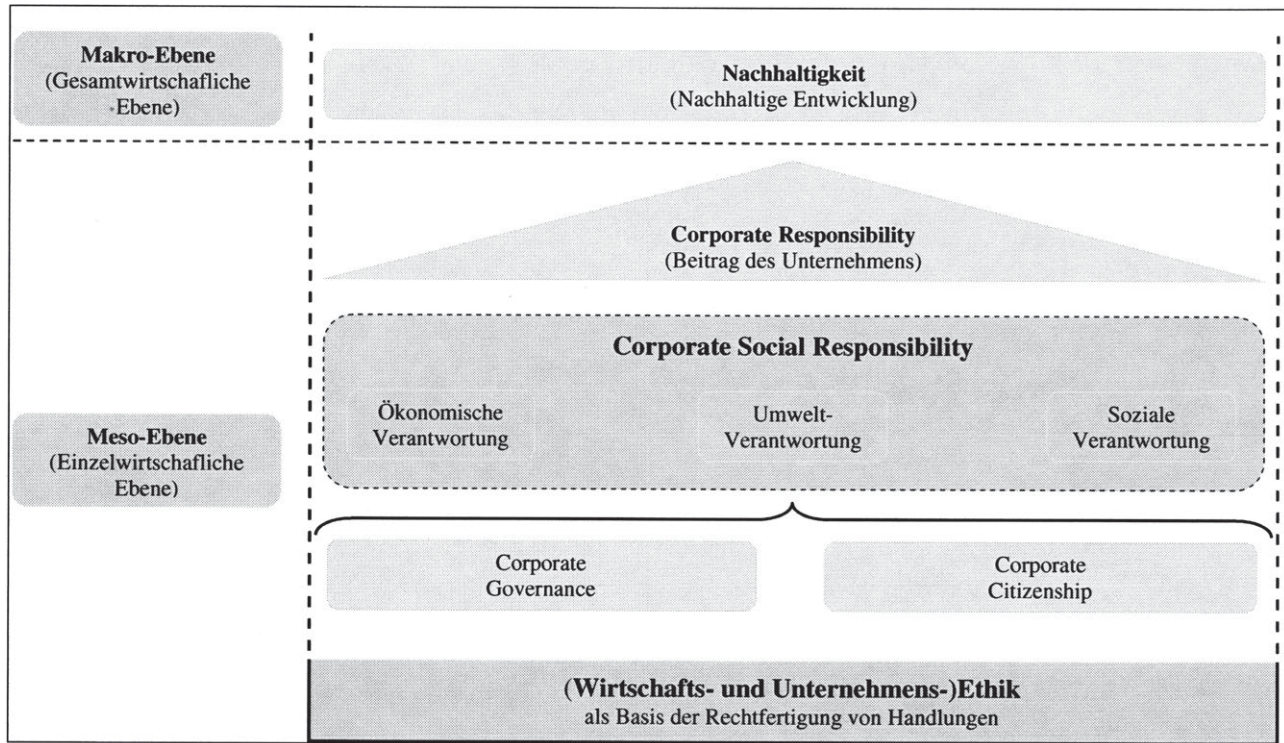 Makro-Ebene
(Gesamtwirtschafliche
Ebene)
Nachhaltigkeit
(Nachhaltige Entwicklung)
Corporate Responsibility
(Beitrag des Unternehmens)
Corporate Social Responsibility
Ökonomische
Verantwortung
Umwelt-
Verantwortung
Soziale
Verantwortung
Meso-Ebene
(Einzelwirtschafliche
Ebene)
Corporate
Governance
Corporate
Citizenship
(Wirtschafts- und Unternehmens-)Ethik
als Basis der Rechtfertigung von Handlungen